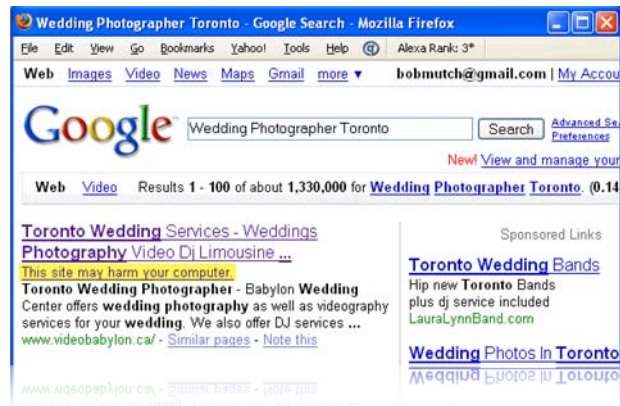 Wedding Photographer Toronto - Google Search - Mozilla Firefox
File Edit View Go Bookmarks Yahoo! Tools Help @ Alexa Rank: 3*
Web Images Video News Maps Gmail more ▼ bobmutch@gmail.com | My Accou
Google Wedding Photographer Toronto Search Advanced Se
Preferences
New! View and manage your
Web Video Results 1 - 100 of about 1,330,000 for Wedding Photographer Toronto. (0.14
Toronto Wedding Services - Weddings
Photography Video Dj Limousine ...
This site may harm your computer.
Toronto Wedding Photographer - Babylon Wedding
Center offers wedding photography as well as videography
services for your wedding. We also offer DJ services ...
www.videobabylon.ca/ - Similar pages - Note this
Sponsored Links
Toronto Wedding Bands
Hip new Toronto Bands
plus dj service included
LauraLynnBand.com
Wedding Photos In Toronto